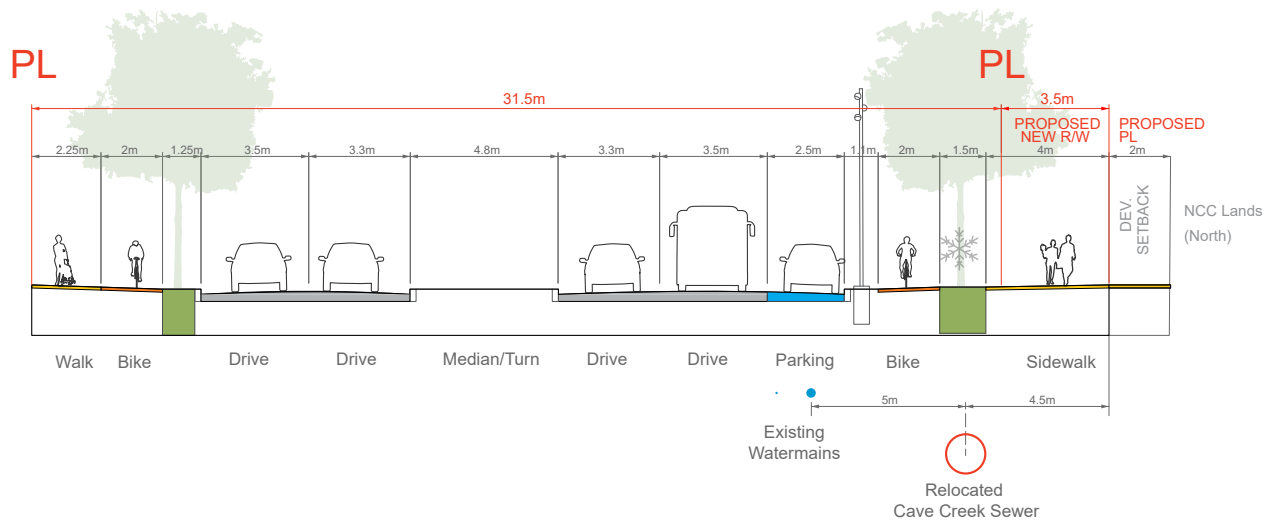 PL
PL
31.5m
3.5m
PROPOSED
NEW R/W
PROPOSED
PL
2.25m
2m
1.25m
3.5m
3.3m
4.8m
3.3m
3.5m
2.5m
1.1m
2m
1.5m
4m
2m
DEV.
SETBACK
NCC Lands
(North)
Walk
Bike
Drive
Drive
Median/Turn
Drive
Drive
Parking
Bike
Sidewalk
5m
4.5m
Existing
Watermains
Relocated
Cave Creek Sewer